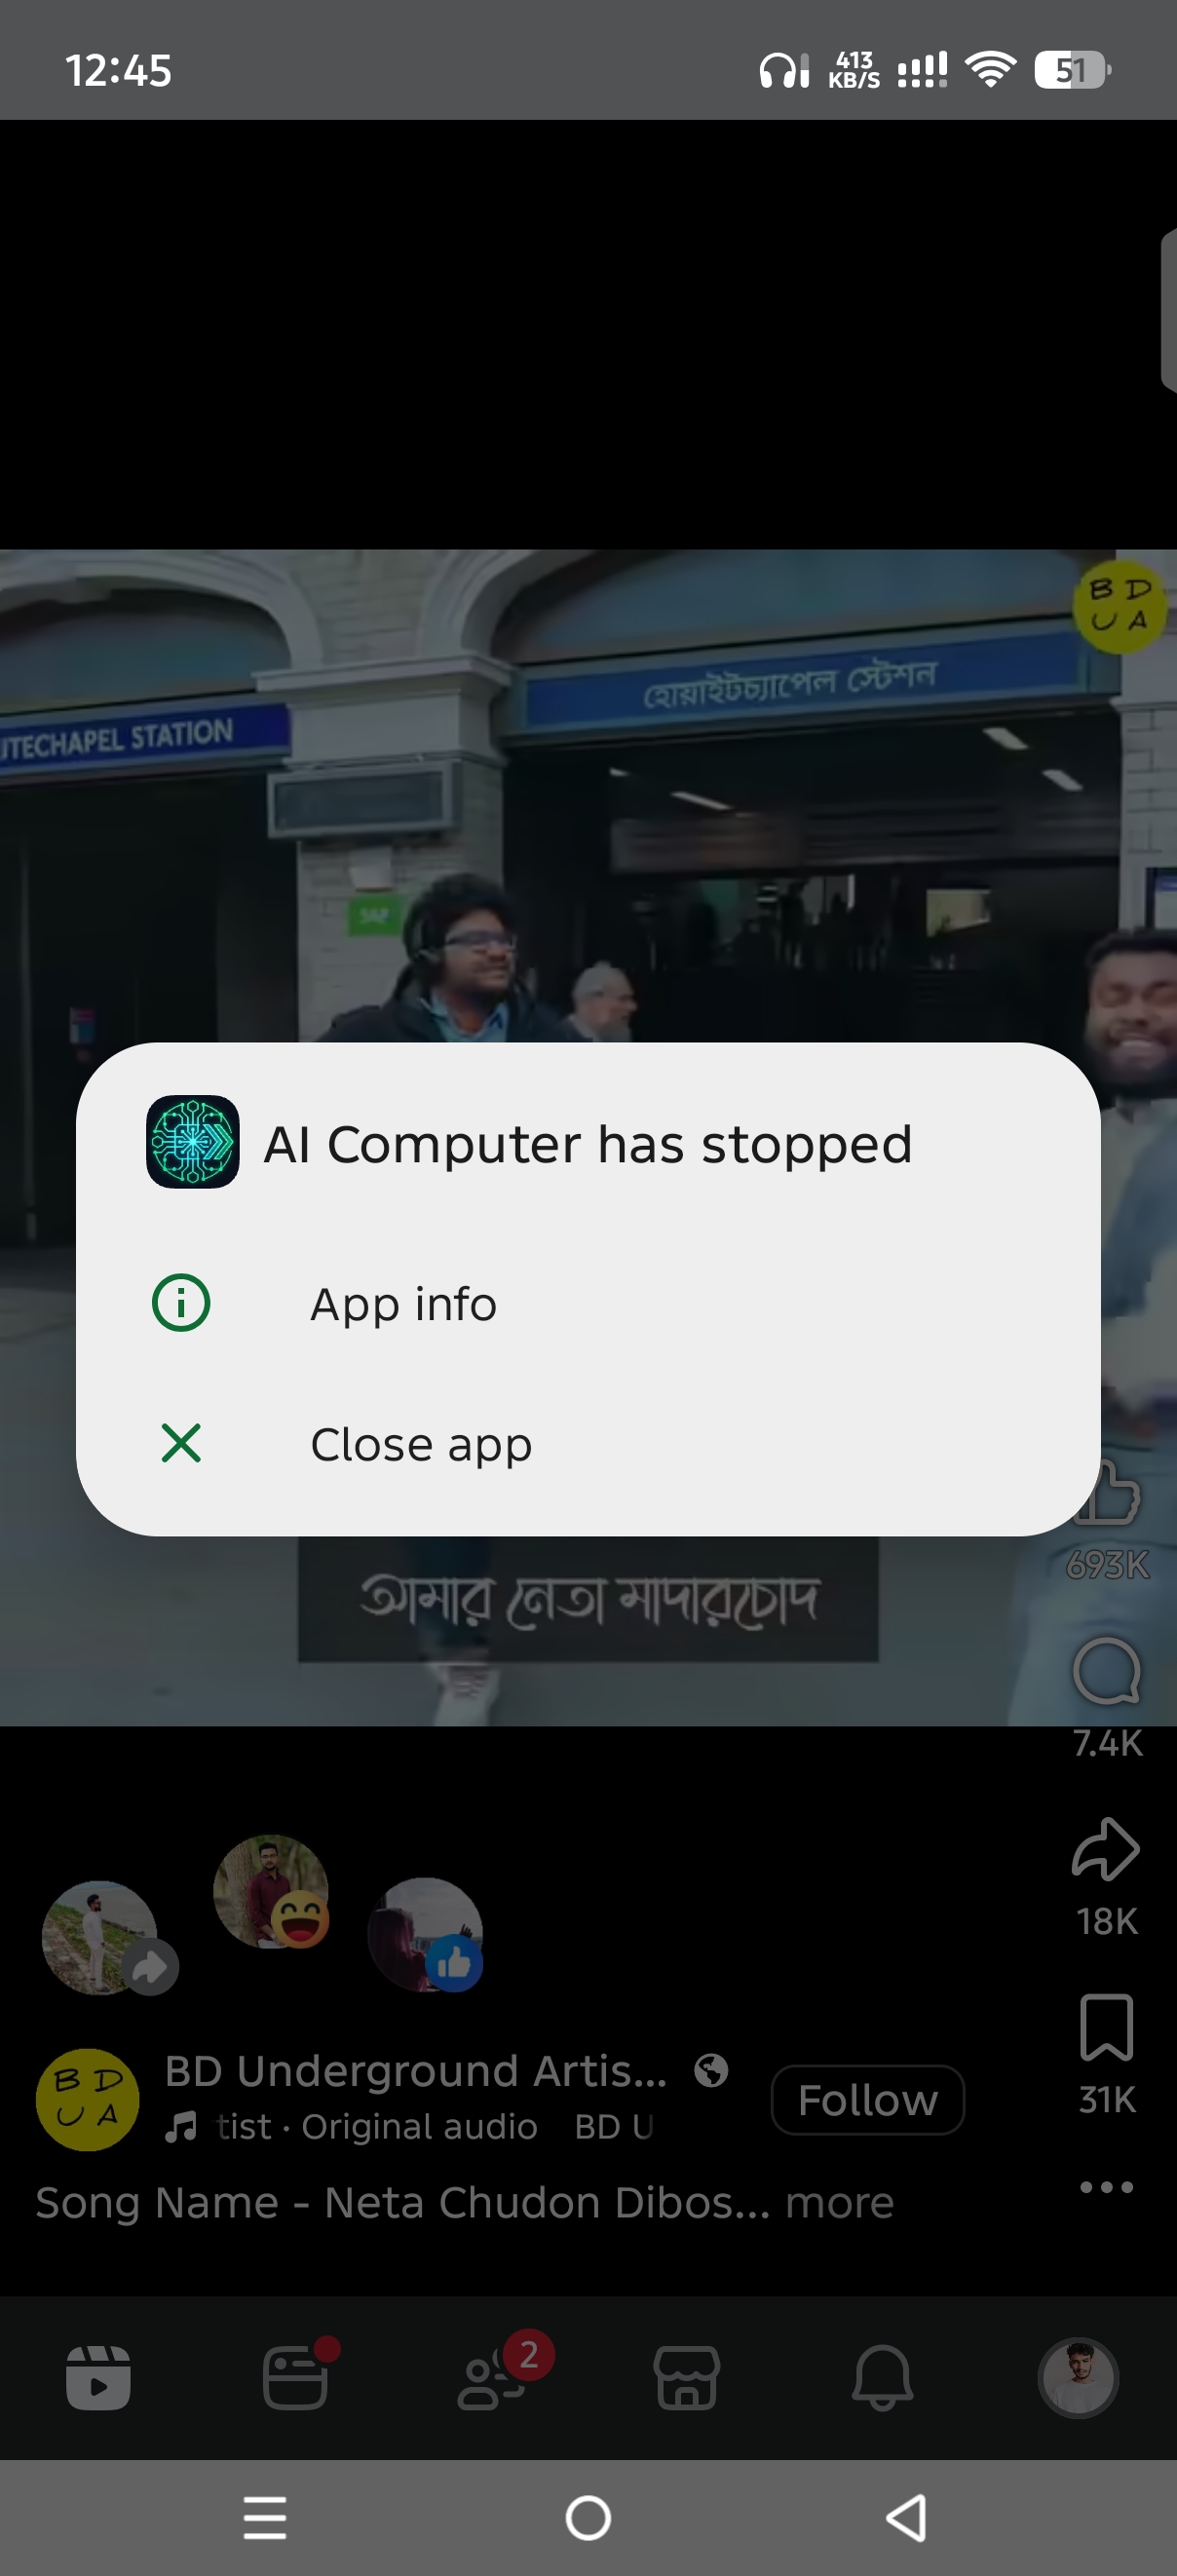 12:45
413
KB/S
51
B D
U A
হোয়াইটচ্যাপেল স্টেশন
ITECHAPEL STATION
AI Computer has stopped
App info
Close app
আমার নেতা মাদারচোদ
693K
7.4K
18K
31K
B D
U A
BD Underground Artis...
Follow
tist · Original audio BD U
Song Name - Neta Chudon Dibos... more
2